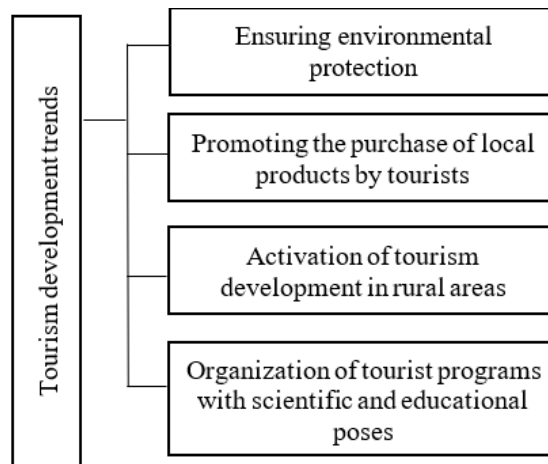 Tourism development trends
Ensuring environmental
protection
Promoting the purchase of local
products by tourists
Activation of tourism
development in rural areas
Organization of tourist programs
with scientific and educational
poses